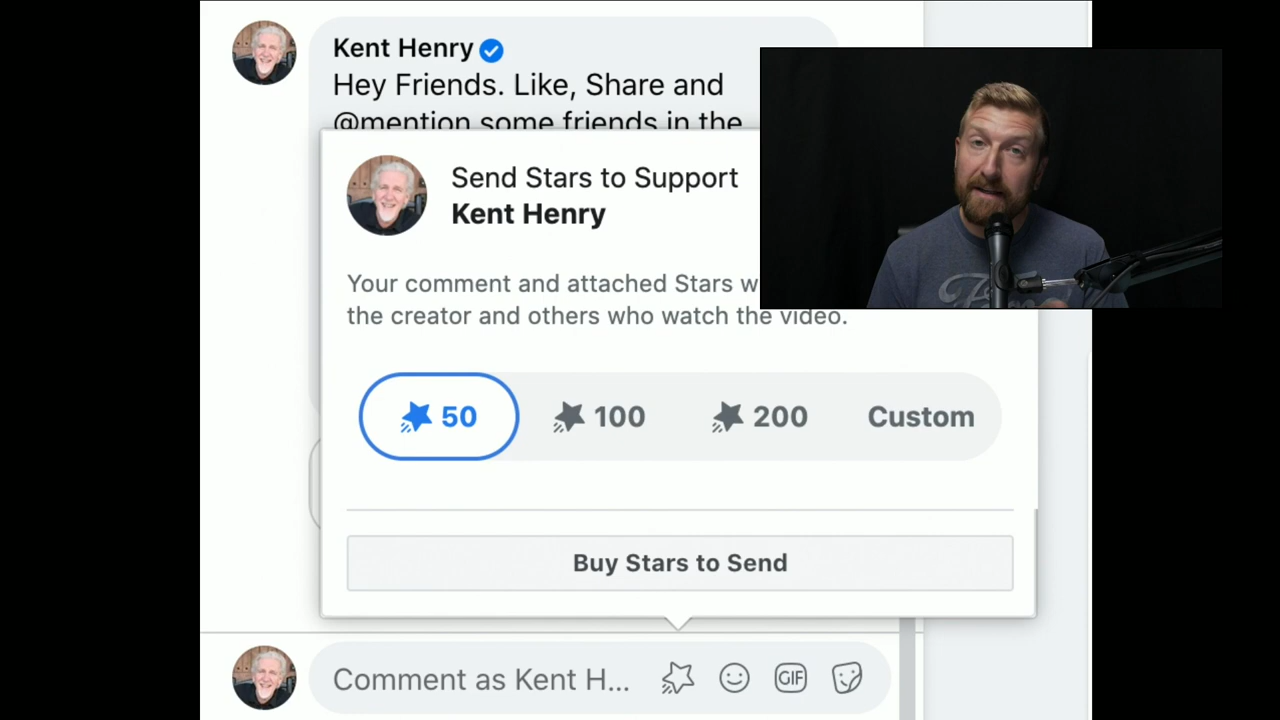 Kent Henry
Hey Friends. Like, Share and
@mention some friends in the
Send Stars to Support
Kent Henry
Your comment and attached Stars w
the creator and others who watch the video.
50 100 200 Custom
Buy Stars to Send
Comment as Kent H...
GIF